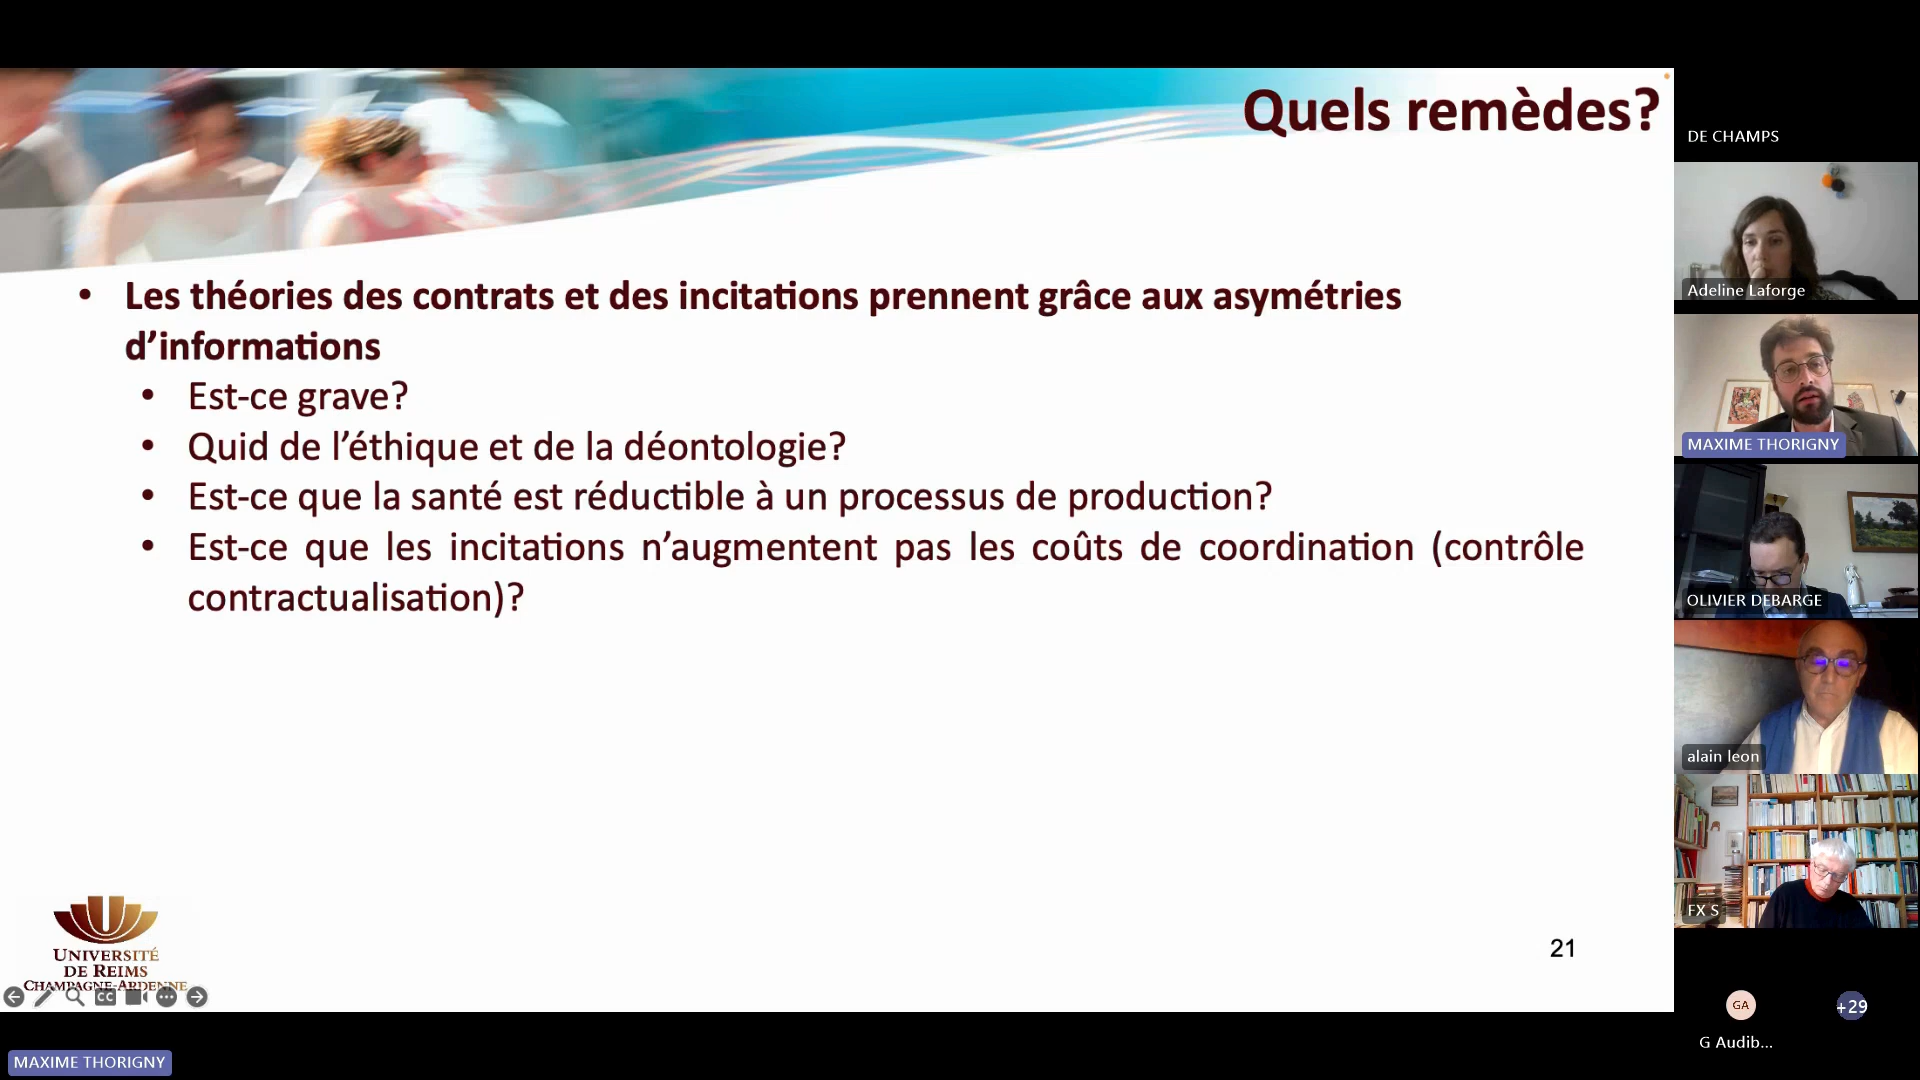 Quels remèdes?
• Les théories des contrats et des incitations prennent grâce aux asymétries
d’informations
• Est-ce grave?
• Quid de l’éthique et de la déontologie?
• Est-ce que la santé est réductible à un processus de production?
• Est-ce que les incitations n’augmentent pas les coûts de coordination (contrôle
contractualisation)?
UNIVERSITÉ
DE REIMS
CHAMPAGNE-ARDENNE
CC
21
MAXIME THORIGNY
DE CHAMPS
Adeline Laforge
MAXIME THORIGNY
OLIVIER DEBARGE
alain leon
FX S
GA
+29
G Audib...